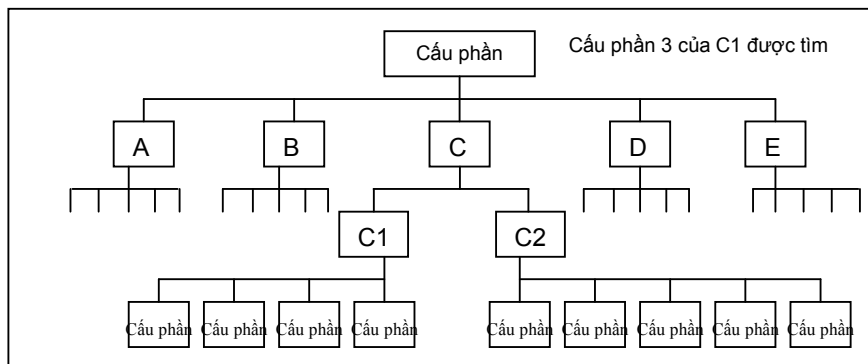 Cấu phần
Cấu phần 3 của C1 được tìm
A
B
C
D
E
C1
C2
Cấu phần
Cấu phần
Cấu phần
Cấu phần
Cấu phần
Cấu phần
Cấu phần
Cấu phần
Cấu phần